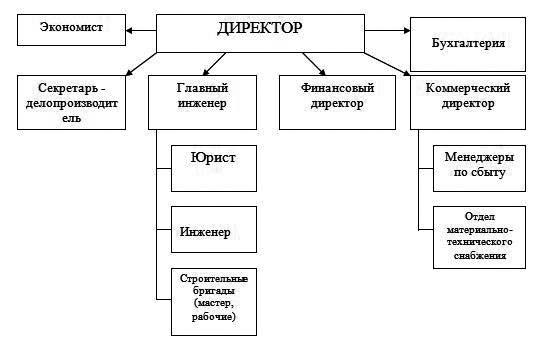 Экономист
ДИРЕКТОР
Бухгалтерия
Секретарь -
делопроизводит
ель
Главный
инженер
Финансовый
директор
Коммерческий
директор
Юрист
Менеджеры
по сбыту
Инженер
Отдел
материально-
технического
снабжения
Строительные
бригады
(мастер,
рабочие)